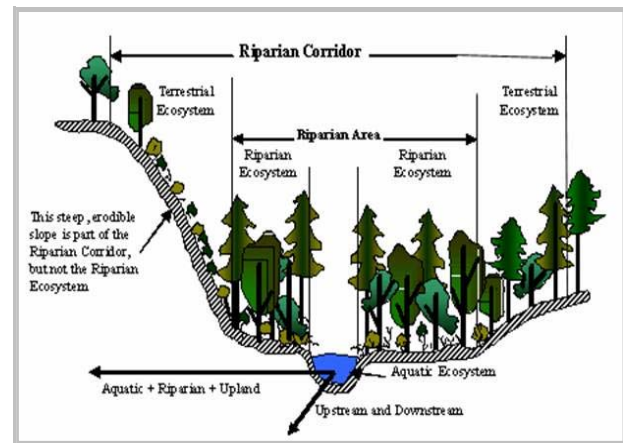 Riparian Corridor
Terrestrial
Ecosystem
Terrestrial
Ecosystem
Riparian Area
Riparian
Ecosystem
Riparian
Ecosystem
This steep, erodible
slope is part of the
Riparian Corridor,
but not the Riparian
Ecosystem
Aquatic Ecosystem
Aquatic + Riparian + Upland
Upstream and Downstream